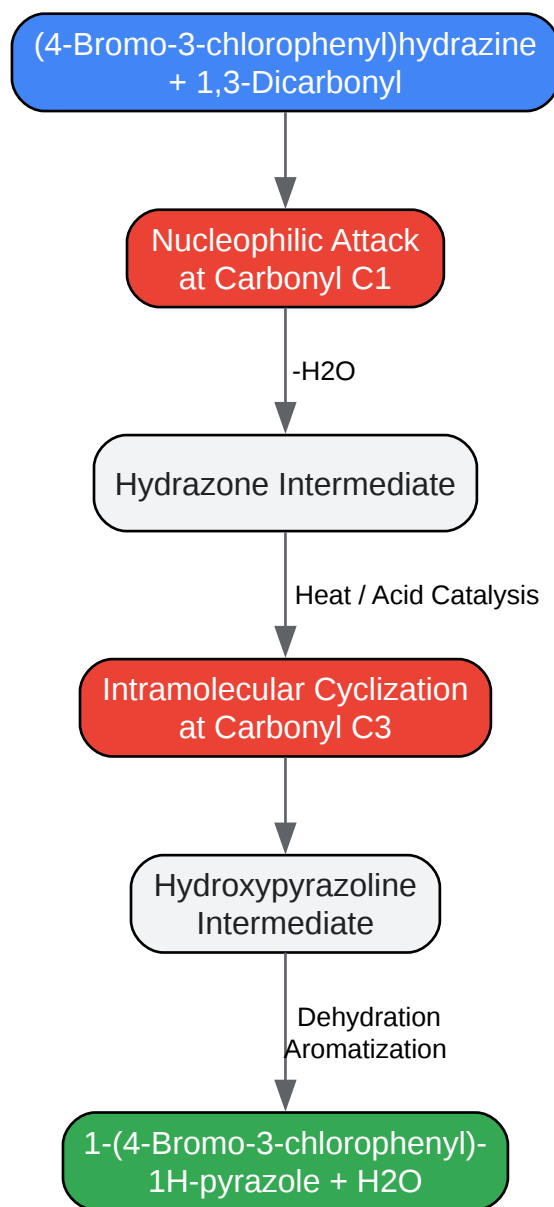 (4-Bromo-3-chlorophenyl)hydrazine
+ 1,3-Dicarbonyl
Nucleophilic Attack
at Carbonyl C1
-H2O
Hydrazone Intermediate
Heat / Acid Catalysis
Intramolecular Cyclization
at Carbonyl C3
Hydroxypyrazoline
Intermediate
Dehydration
Aromatization
1-(4-Bromo-3-chlorophenyl)-
1H-pyrazole + H2O